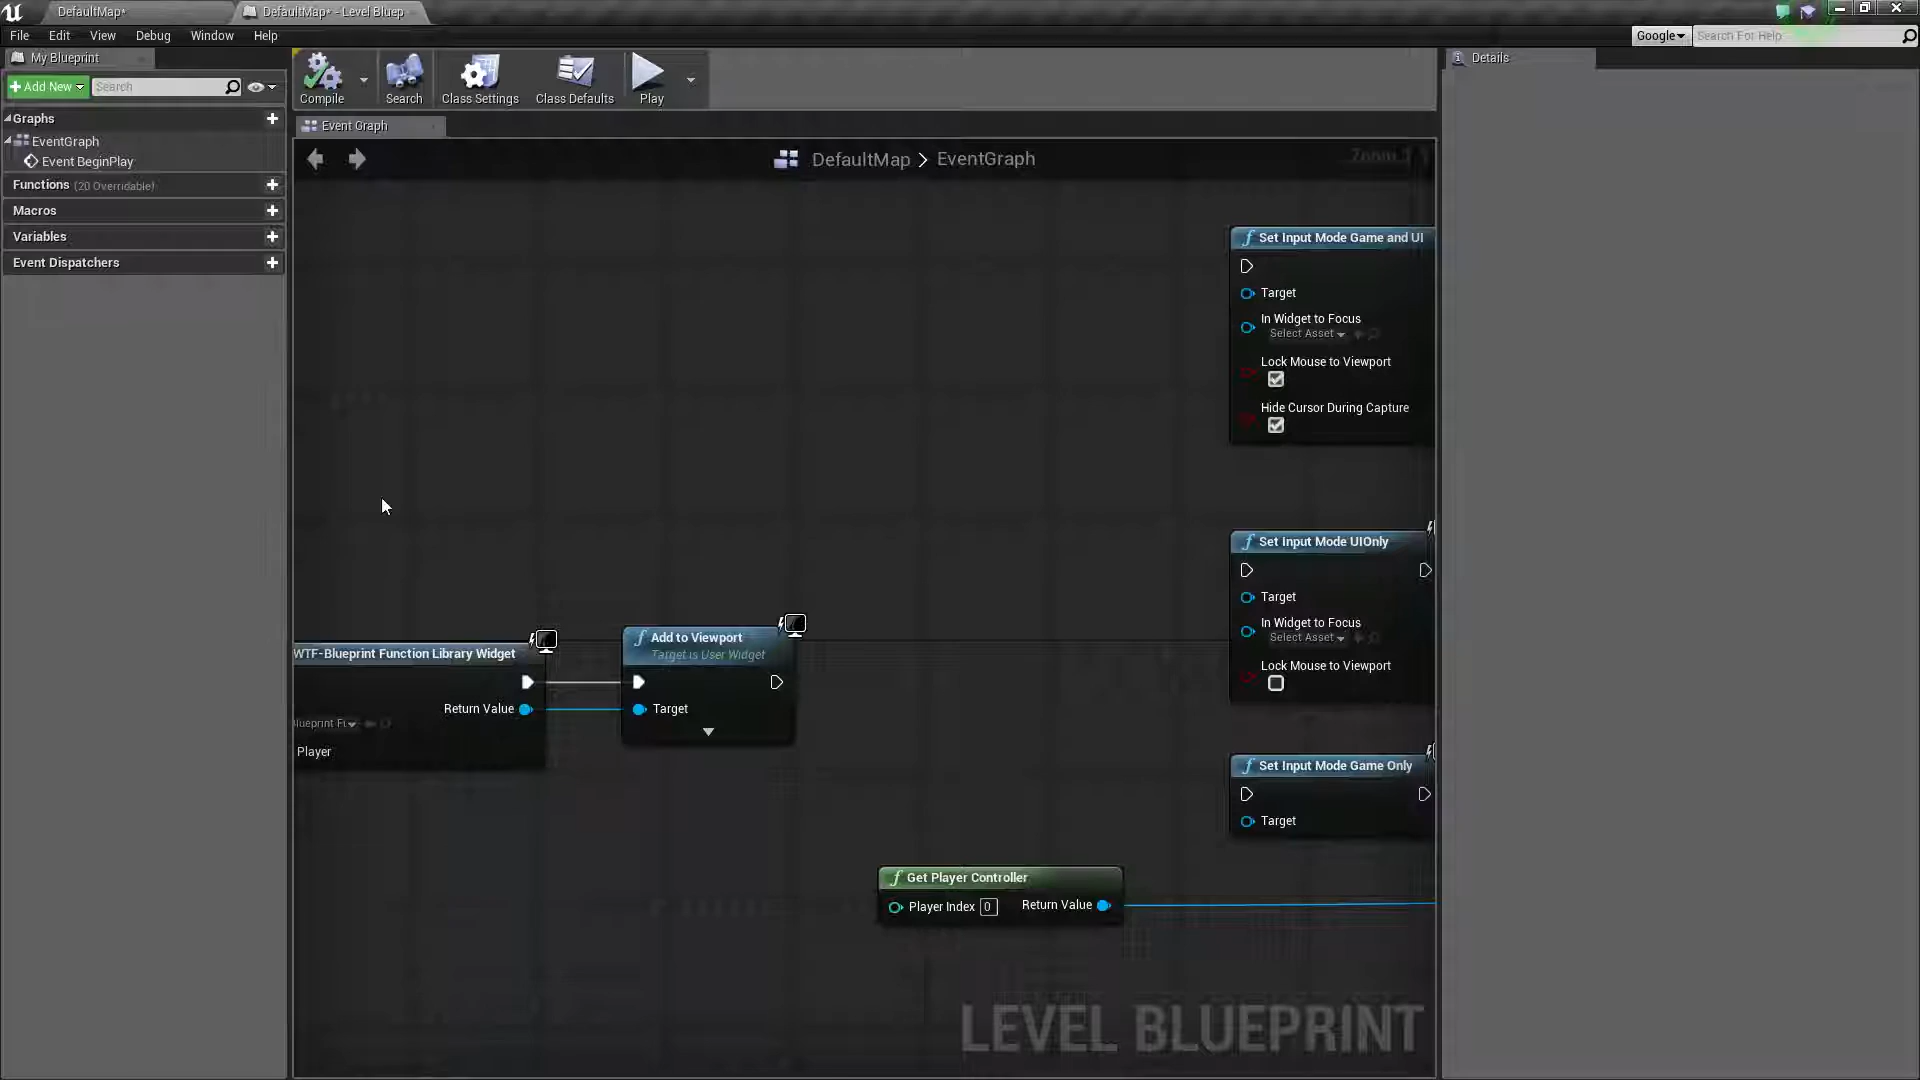 DefaultMap*
DefaultMap* - Level Bluep
File Edit View Debug Window Help
Google
Search For Help
My Blueprint
Add New
Search
Graphs
EventGraph
Event BeginPlay
Functions (20 Overridable)
Macros
Variables
Event Dispatchers
Compile
Search
Class Settings
Class Defaults
Play
Event Graph
DefaultMap > EventGraph
Zoom
Details
Set Input Mode Game and UI
Target
In Widget to Focus
Select Asset
Lock Mouse to Viewport
Hide Cursor During Capture
Set Input Mode UIOnly
Target
In Widget to Focus
Select Asset
Lock Mouse to Viewport
WTF-Blueprint Function Library Widget
Return Value
lueprint Fu
Player
Add to Viewport
Target is User Widget
Target
Set Input Mode Game Only
Target
Get Player Controller
Player Index 0
Return Value
LEVEL BLUEPRINT